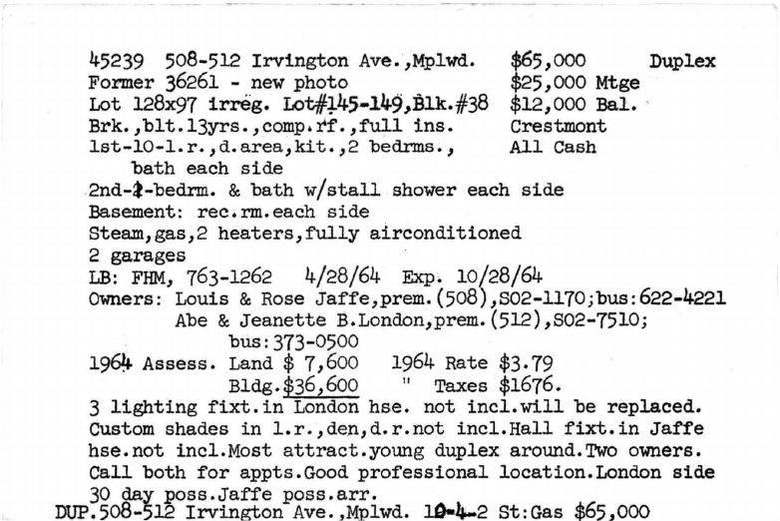 45239 508-512 Irvington Ave.,Mplwd. $65,000 Duplex
Former 36261 - new photo $25,000 Mtge
Lot 128x97 irreg. Lot#145-149,Blk.#38 $12,000 Bal.
Brk.,blt.13yrs.,comp.rf.,full ins. Crestmont
1st-10-l.r.,d.area,kit.,2 bedrms., All Cash
bath each side
2nd-1-bedrm. & bath w/stall shower each side
Basement: rec.rm.each side
Steam,gas,2 heaters,fully airconditioned
2 garages
LB: FHM, 763-1262 4/28/64 Exp. 10/28/64
Owners: Louis & Rose Jaffe,prem.(508),SO2-1170;bus:622-4221
Abe & Jeanette B.London,prem.(512),SO2-7510;
bus:373-0500
1964 Assess. Land $ 7,600 1964 Rate $3.79
Bldg.$36,600 " Taxes $1676.
3 lighting fixt.in London hse. not incl.will be replaced.
Custom shades in l.r.,den,d.r.not incl.Hall fixt.in Jaffe
hse.not incl.Most attract.young duplex around.Two owners.
Call both for appts.Good professional location.London side
30 day poss.Jaffe poss.arr.
DUP.508-512 Irvington Ave.,Mplwd. 10-4-2 St:Gas $65,000